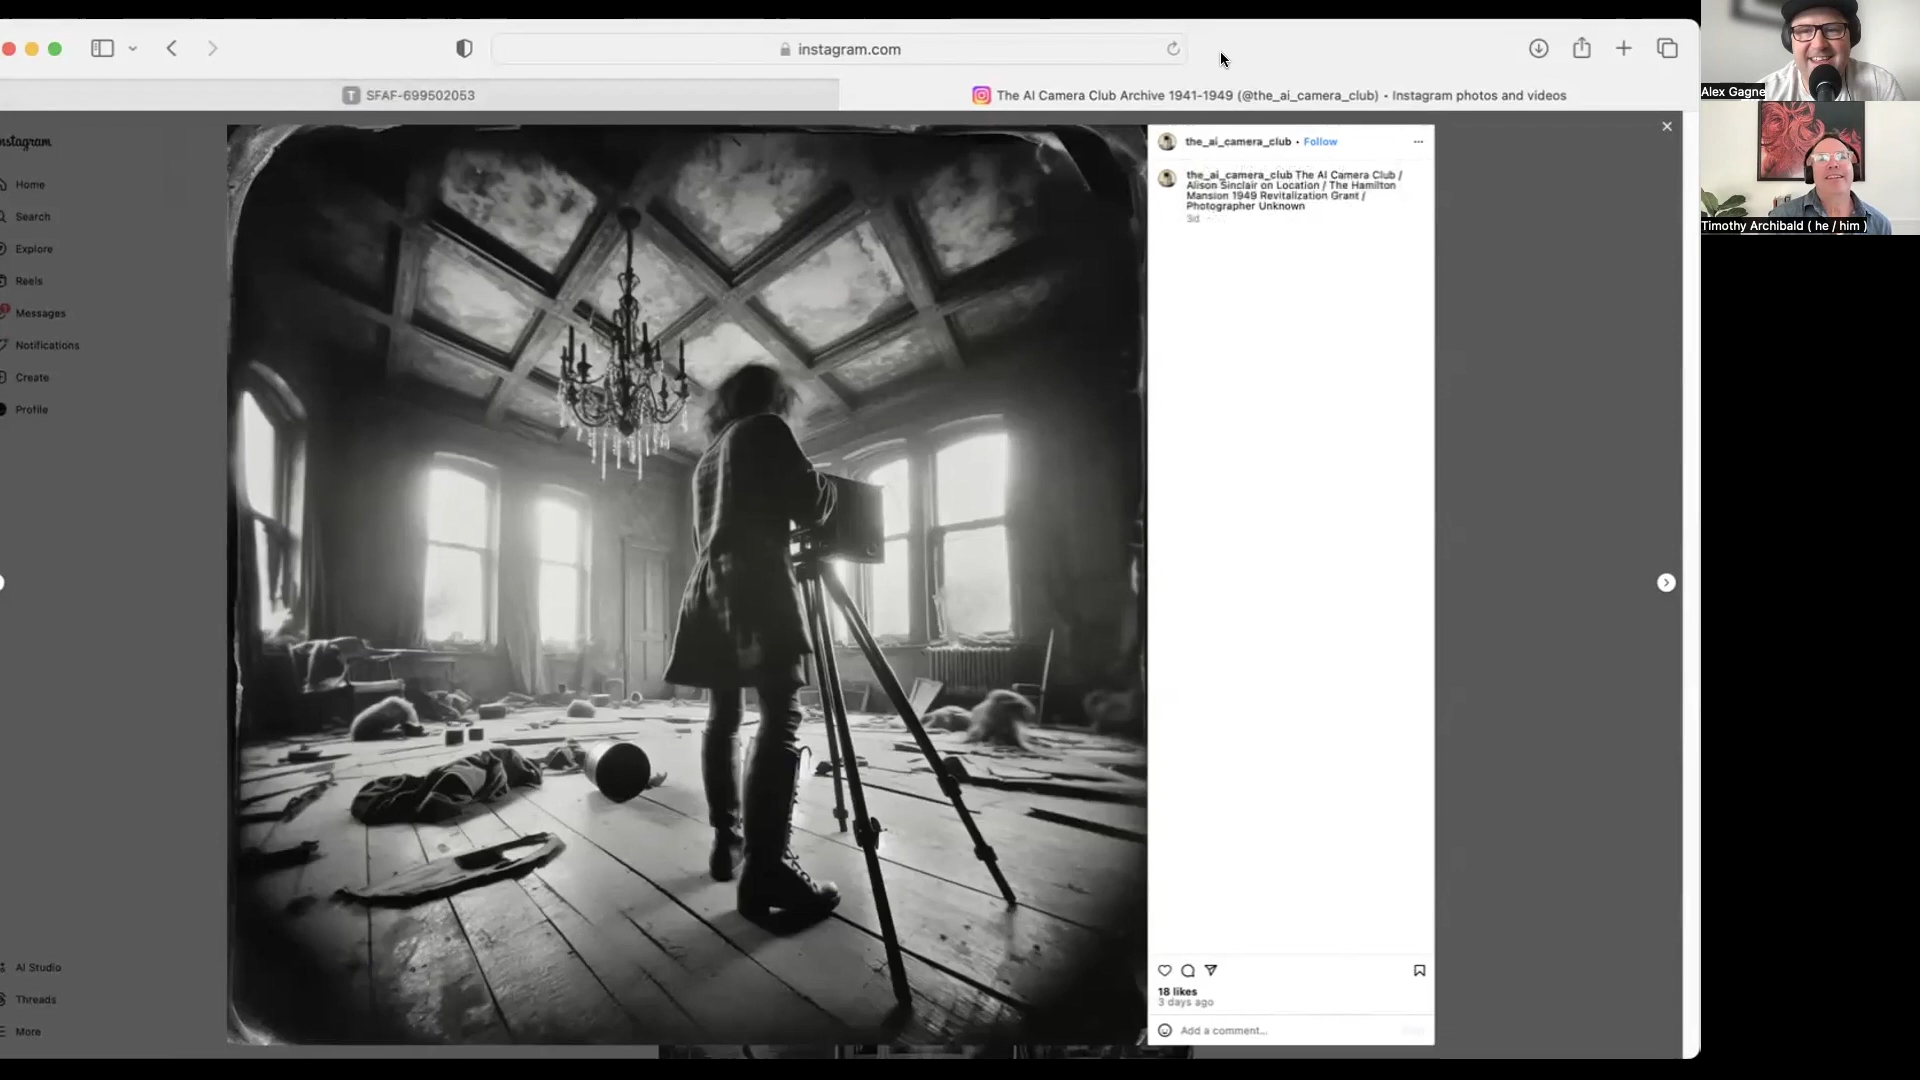 instagram.com
T SFAF-699502053
The AI Camera Club Archive 1941-1949 (@the_ai_camera_club) • Instagram photos and videos
Alex Gagne
Timothy Archibald ( he / him )
nstagram
Home
Search
Explore
Reels
Messages
Notifications
Create
Profile
AI Studio
Threads
More
the_ai_camera_club • Follow
the_ai_camera_club The AI Camera Club /
Alison Sinclair on Location / The Hamilton
Mansion 1949 Revitalization Grant /
Photographer Unknown
3d
18 likes
3 days ago
Add a comment...